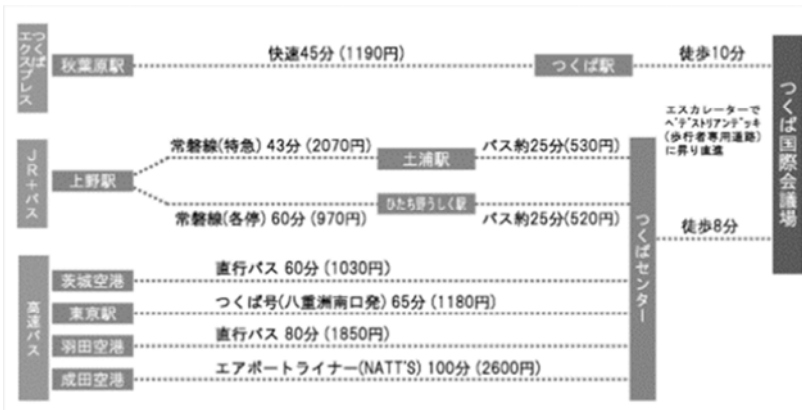 つくば
エクスプレス
秋葉原駅
快速45分 (1190円)
つくば駅
徒歩10分
つくば国際会議場
エスカレーターで
ペデストリアンデッキ
(歩行者専用道路)
に昇り直進
JR+バス
上野駅
常磐線(特急) 43分 (2070円)
土浦駅
バス約25分(530円)
常磐線(各停) 60分 (970円)
ひたち野うしく駅
バス約25分(520円)
つくばセンター
徒歩8分
高速バス
茨城空港
直行バス 60分 (1030円)
東京駅
つくば号(八重洲南口発) 65分 (1180円)
羽田空港
直行バス 80分 (1850円)
成田空港
エアポートライナー(NATT'S) 100分 (2600円)